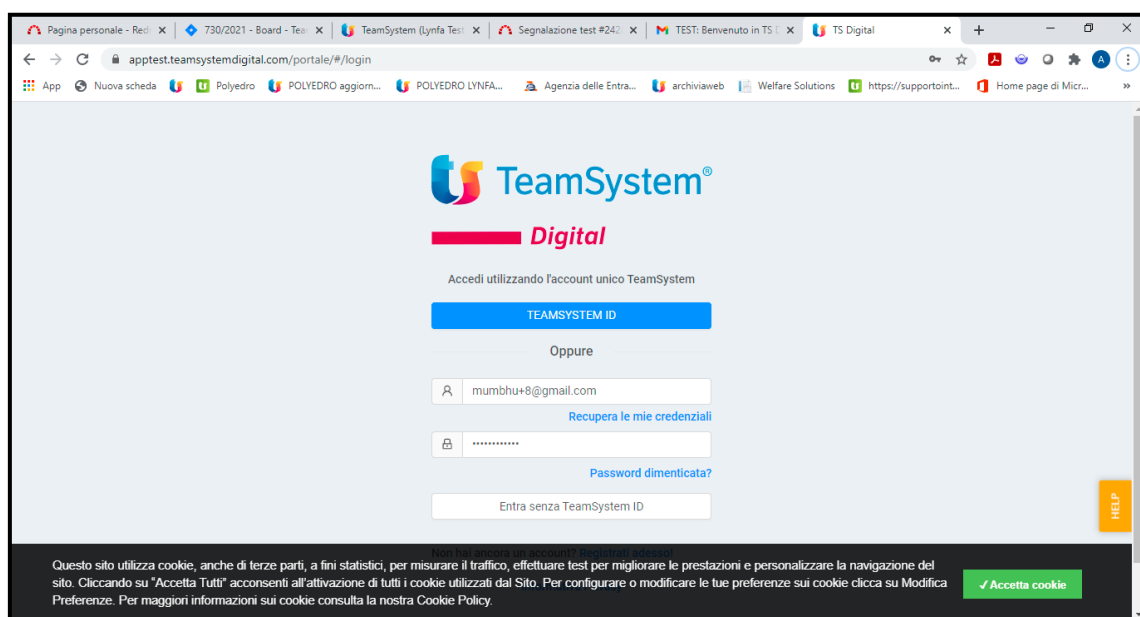 Pagina personale - Red
730/2021 - Board - Tea
TeamSystem (Lynfa Tes
Segnalazione test #242
TEST: Benvenuto in TS D
TS Digital
apptest.teamsystemdigital.com/portale/#/login
A
App
Nuova scheda
Polyedro
POLYEDRO aggiorn...
POLYEDRO LYNFA...
Agenzia delle Entra...
archiviaweb
Welfare Solutions
https://supportoint...
Home page di Micr...
»
TeamSystem®
Digital
Accedi utilizzando l'account unico TeamSystem
TEAMSYSTEM ID
Oppure
mumbhu+8@gmail.com
Recupera le mie credenziali
Password dimenticata?
Entra senza TeamSystem ID
HELP
Non hai ancora un account? Registrati adesso!
Questo sito utilizza cookie, anche di terze parti, a fini statistici, per misurare il traffico, effettuare test per migliorare le prestazioni e personalizzare la navigazione del
sito. Cliccando su "Accetta Tutti" acconsenti all'attivazione di tutti i cookie utilizzati dal Sito. Per configurare o modificare le tue preferenze sui cookie clicca su Modifica
Preferenze. Per maggiori informazioni sui cookie consulta la nostra Cookie Policy.
✓Accetta cookie